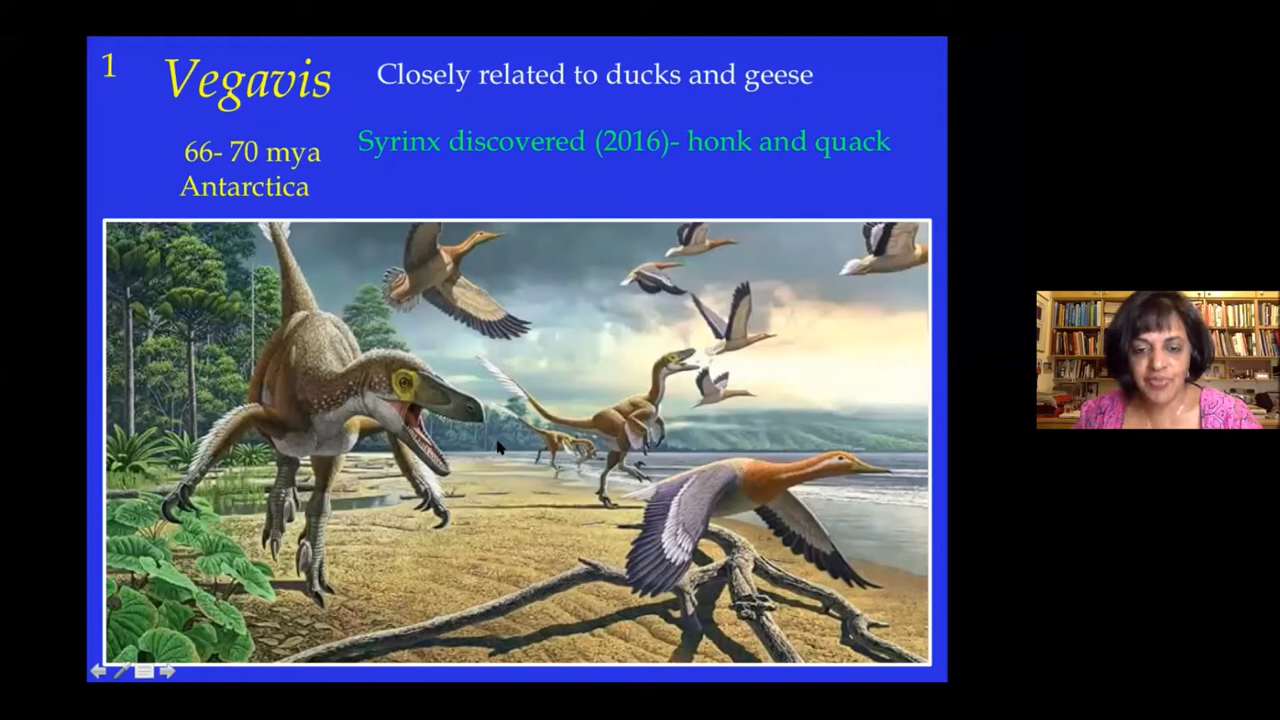 1
Vegavis
Closely related to ducks and geese
Syrinx discovered (2016)- honk and quack
66- 70 mya
Antarctica